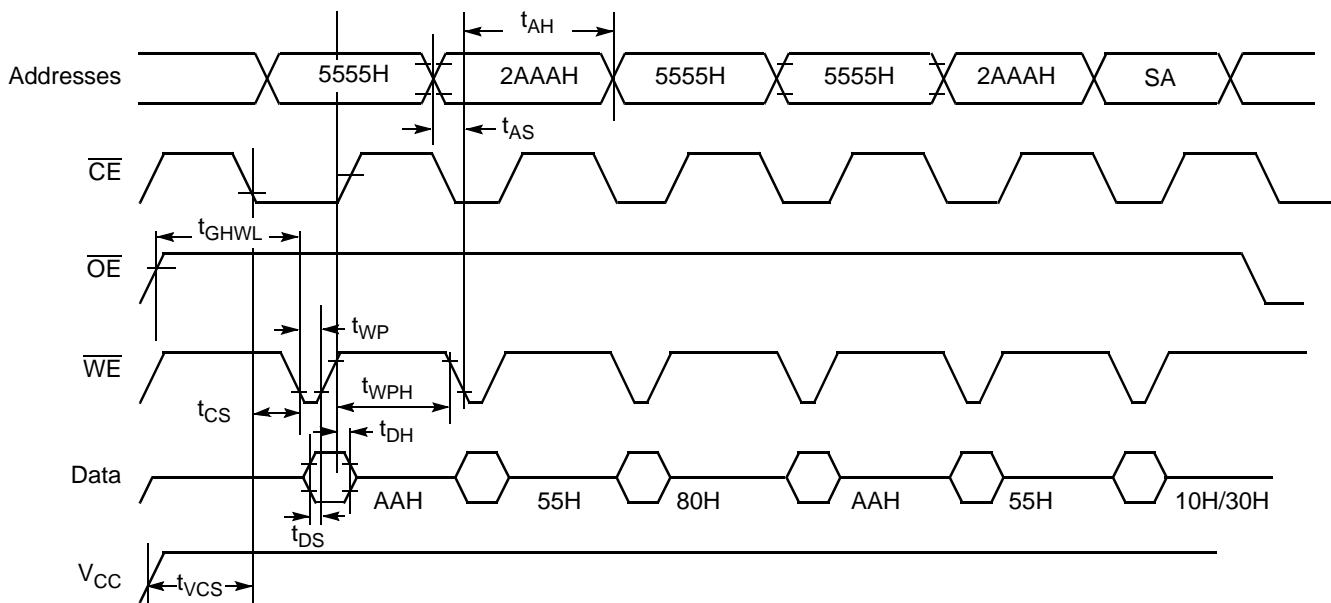 tAH
Addresses 5555H 2AAAH 5555H 5555H 2AAAH SA
tAS
CE
tGHWL
OE
tWP
WE
tWPH
tCS
tDH
Data
AAH 55H 80H AAH 55H 10H/30H
tDS
VCC tVCS